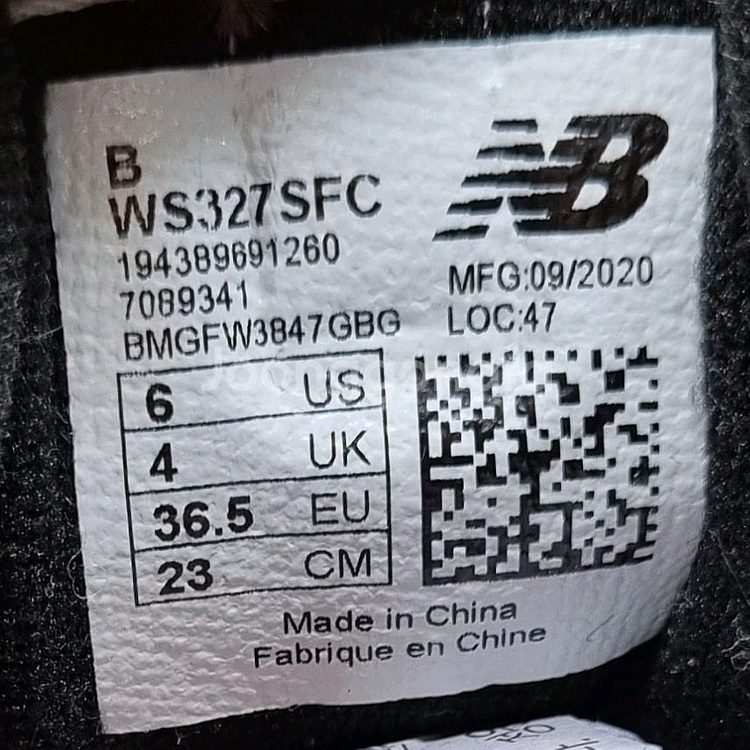 B
WS327SFC
194389691260
7089341
BMGFW3847GBG
NB
MFG:09/2020
LOC:47
6 US
4 UK
36.5 EU
23 CM
Made in China
Fabrique en Chine